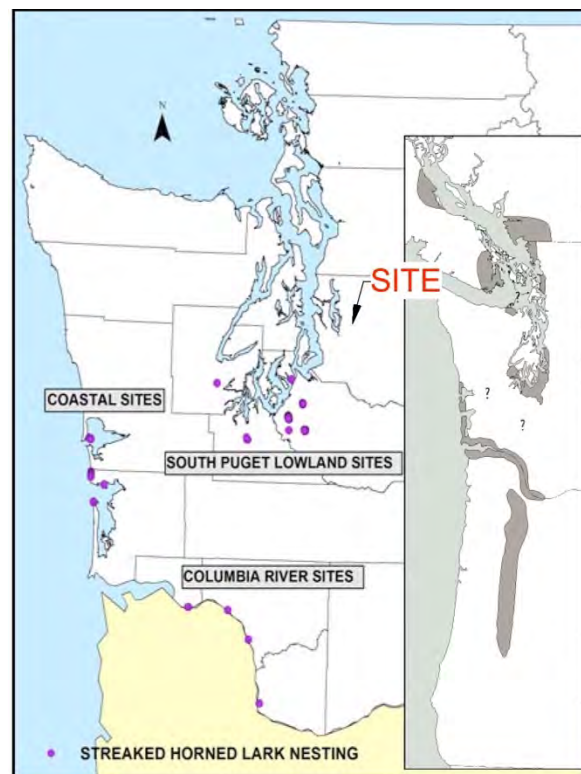 N
SITE
?
?
COASTAL SITES
?
?
SOUTH PUGET LOWLAND SITES
COLUMBIA RIVER SITES
STREAKED HORNED LARK NESTING